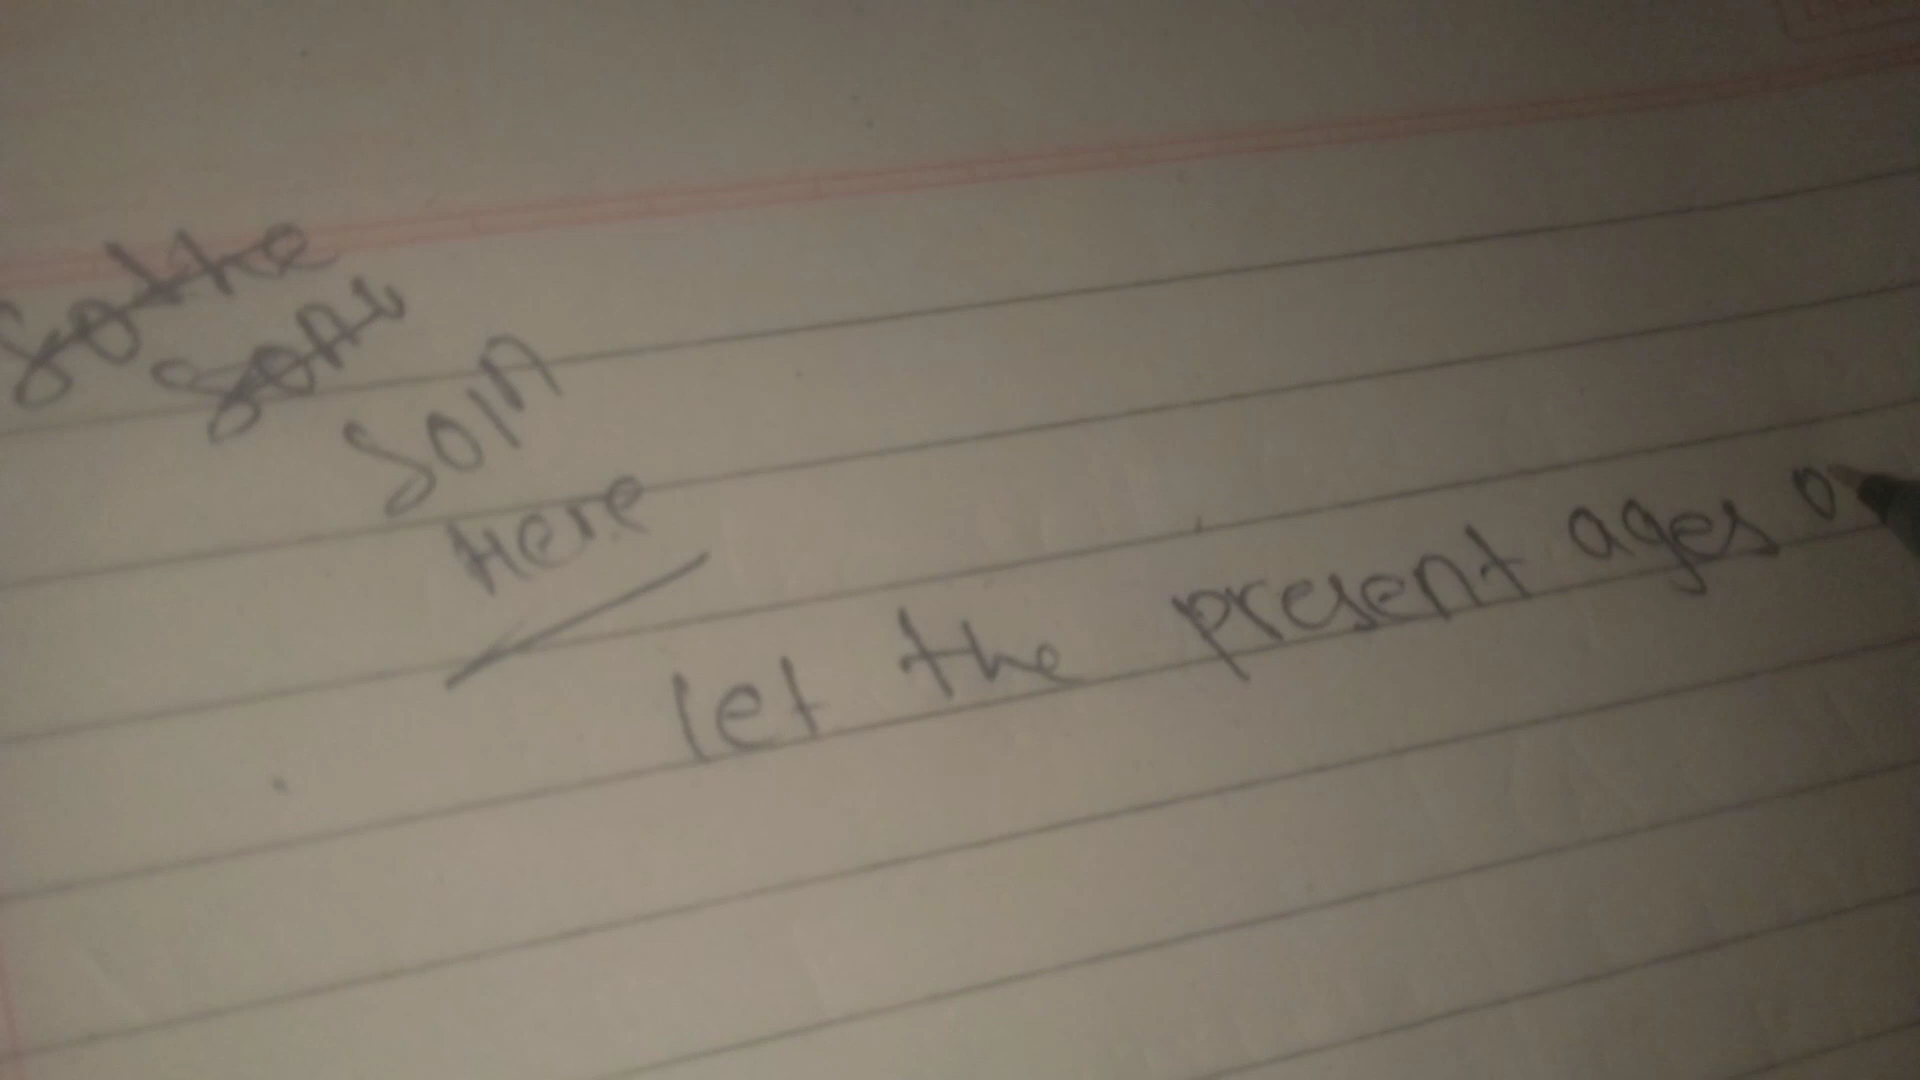 Soln
Here
let the present ages o